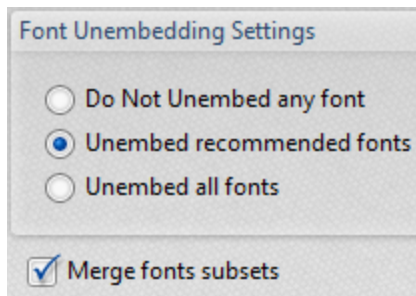 Font Unembedding Settings
Do Not Unembed any font
Unembed recommended fonts
Unembed all fonts
Merge fonts subsets